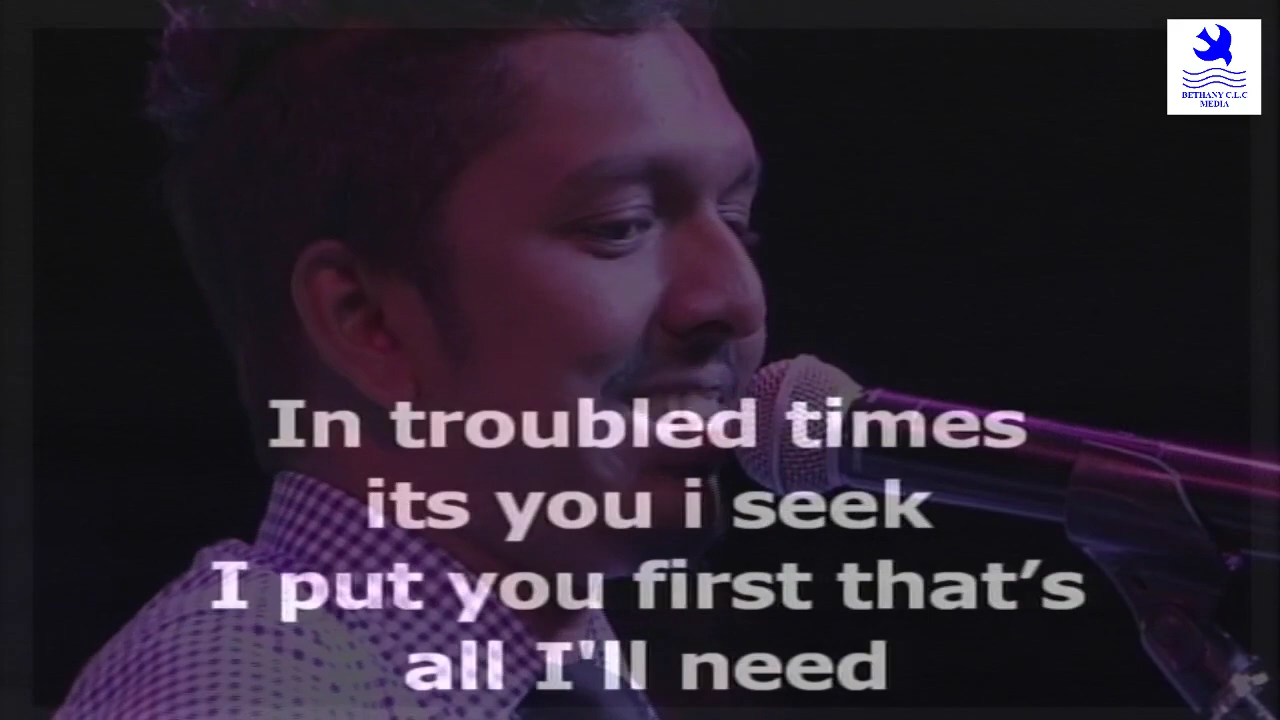 BETHANY C.L.C
MEDIA
In troubled times
its you i seek
I put you first that’s
all I'll need